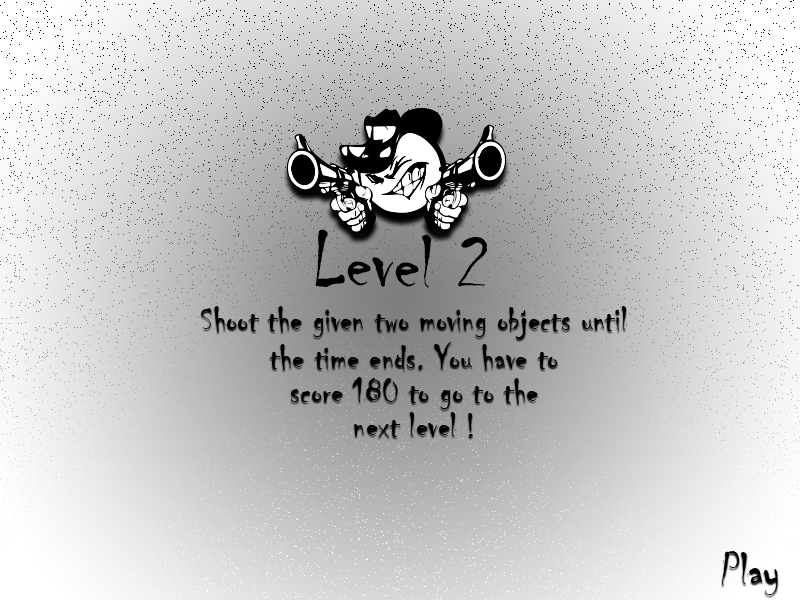 Level 2
Shoot the given two moving objects until
the time ends. You have to
score 180 to go to the
next level !
Play